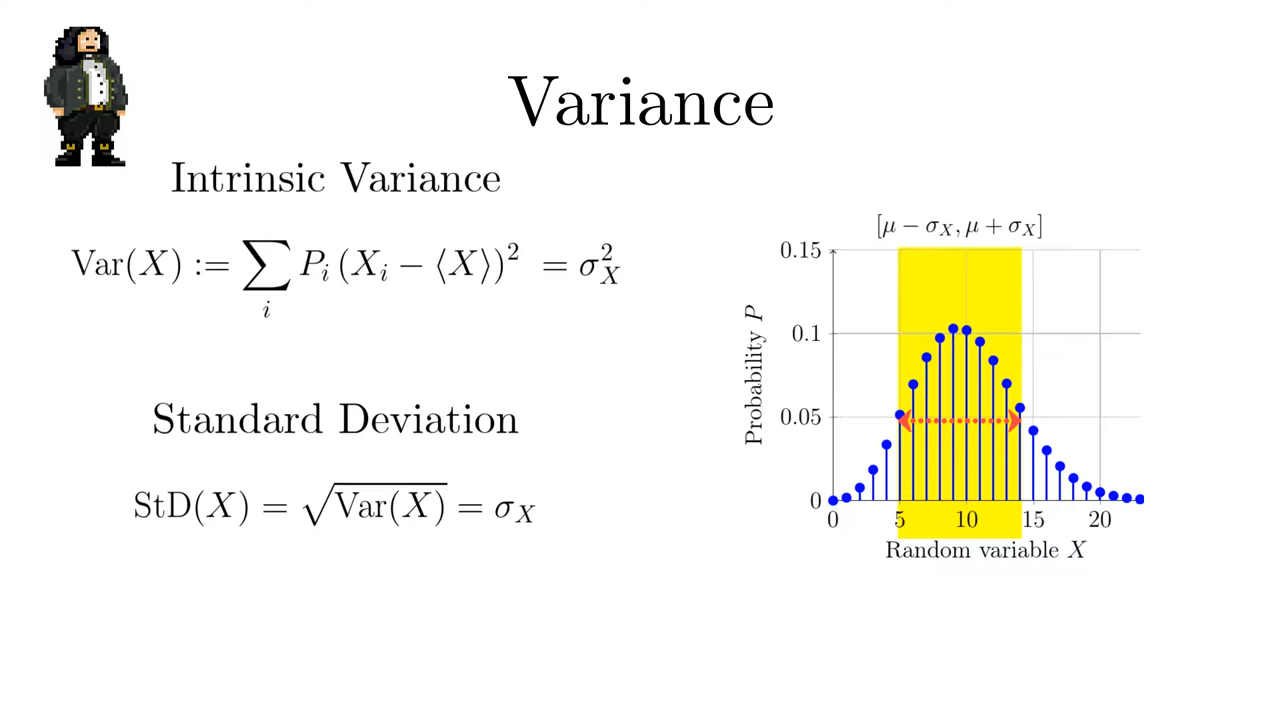 Variance
Intrinsic Variance
Var(X) := ∑_i P_i (X_i − ⟨X⟩)² = σ_X²
Standard Deviation
StD(X) = √Var(X) = σ_X
[μ − σ_X, μ + σ_X]
0.15
0.1
0.05
0
0 5 10 15 20
Probability P
Random variable X